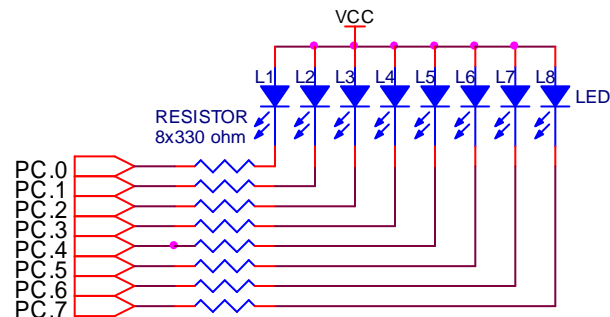 VCC
L1 L2 L3 L4 L5 L6 L7 L8
LED
RESISTOR
8x330 ohm
PC.0
PC.1
PC.2
PC.3
PC.4
PC.5
PC.6
PC.7